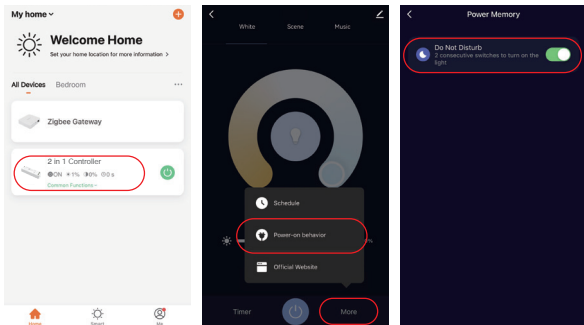 My home
Welcome Home
Set your home location for more information >
All Devices Bedroom
Zigbee Gateway
2 in 1 Controller
ON 1% 0% 0 s
Common Functions
Home Smart Me
White Scene Music
Schedule
Power-on behavior
Official Website
Timer More
Power Memory
Do Not Disturb
2 consecutive switches to turn on the
light